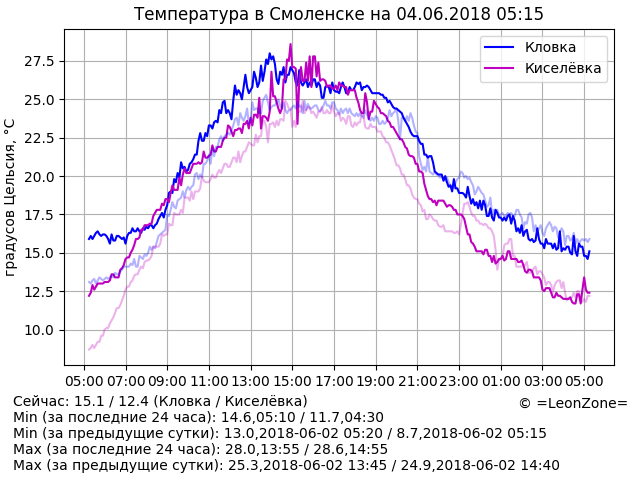 Температура в Смоленске на 04.06.2018 05:15
градусов Цельсия, °C
27.5
25.0
22.5
20.0
17.5
15.0
12.5
10.0
Кловка
Киселёвка
05:00 07:00 09:00 11:00 13:00 15:00 17:00 19:00 21:00 23:00 01:00 03:00 05:00
Сейчас: 15.1 / 12.4 (Кловка / Киселёвка)
© =LeonZone=
Min (за последние 24 часа): 14.6,05:10 / 11.7,04:30
Min (за предыдущие сутки): 13.0,2018-06-02 05:20 / 8.7,2018-06-02 05:15
Max (за последние 24 часа): 28.0,13:55 / 28.6,14:55
Max (за предыдущие сутки): 25.3,2018-06-02 13:45 / 24.9,2018-06-02 14:40